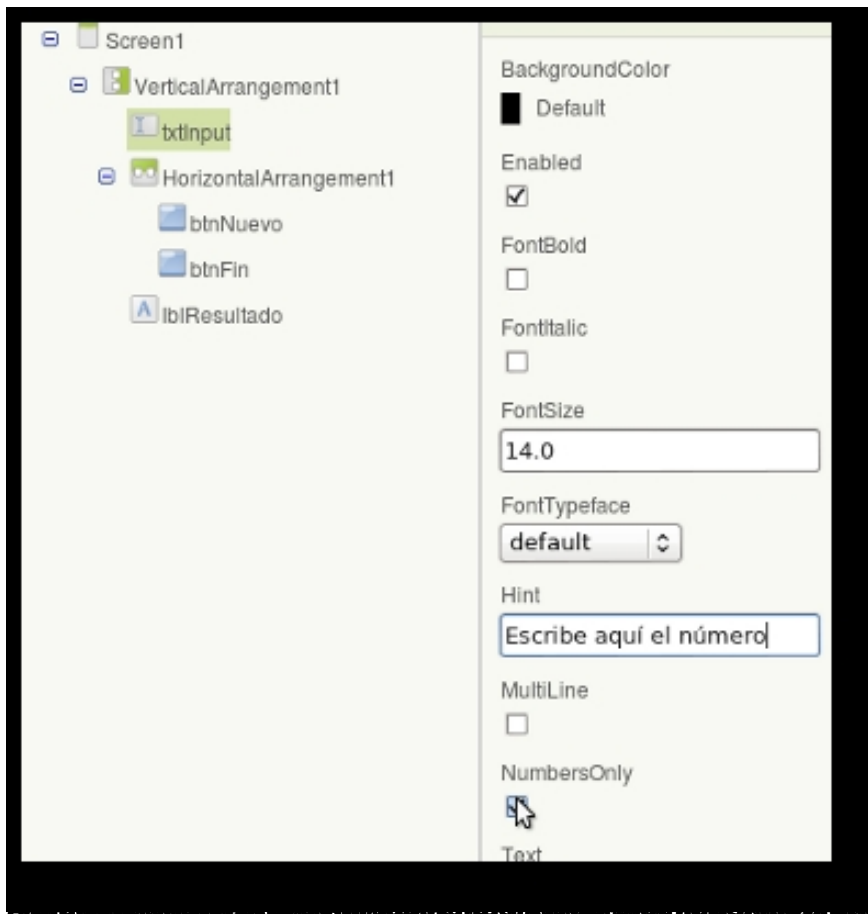 Screen1
VerticalArrangement1
txtInput
HorizontalArrangement1
btnNuevo
btnFin
lblResultado
BackgroundColor
Default
Enabled
FontBold
FontItalic
FontSize
14.0
FontTypeface
default
Hint
Escribe aquí el número
MultiLine
NumbersOnly
Text